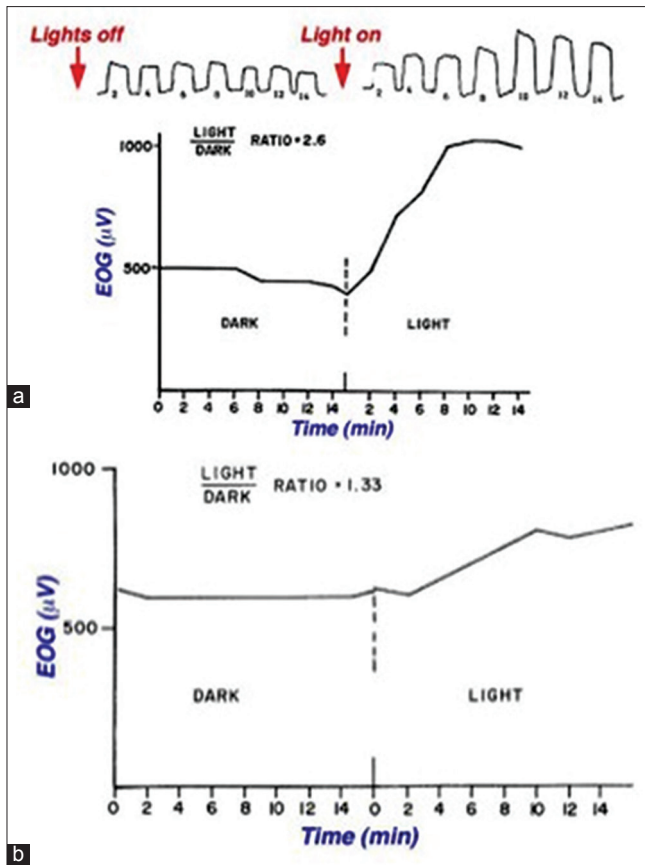 Lights off
Light on
2 4 6 8 10 12 14
2 4 6 8 10 12 14
LIGHT
DARK
RATIO • 2.6
1000
500
EOG (µV)
DARK
LIGHT
0 2 4 6 8 10 12 14 2 4 6 8 10 12 14
Time (min)
a
LIGHT
DARK
RATIO • 1.33
1000
500
EOG (µV)
DARK
LIGHT
0 2 4 6 8 10 12 14 0 2 4 6 8 10 12 14
Time (min)
b